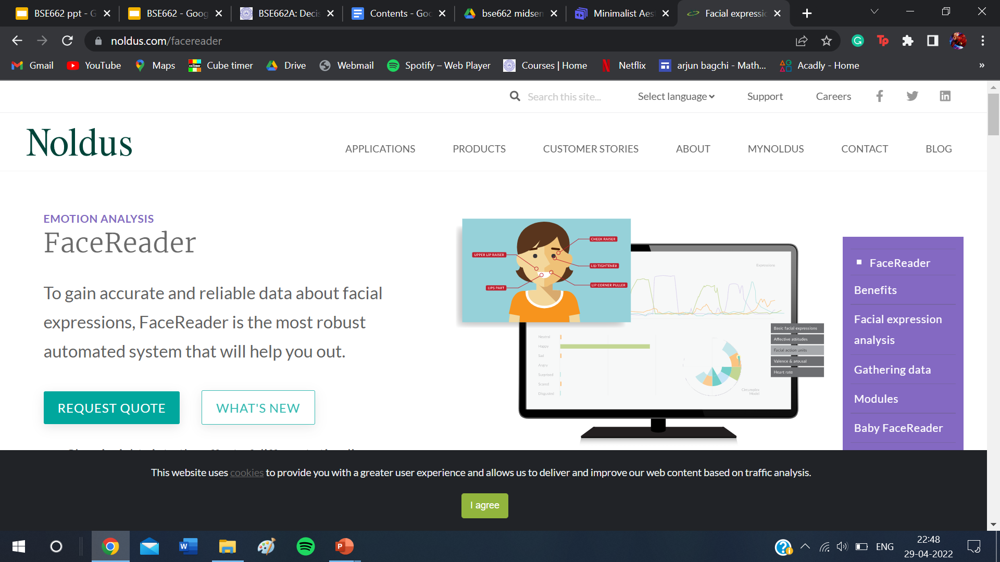 BSE662 ppt - G
BSE662 - Goog
BSE662A: Decis
Contents - Goo
bse662 midsem
Minimalist Aest
Facial expressio
noldus.com/facereader
Gmail
YouTube
Maps
Cube timer
Drive
Webmail
Spotify – Web Player
Courses | Home
Netflix
arjun bagchi - Math...
Acadly - Home
»
Search this site...
Select language
Support
Careers
Noldus
APPLICATIONS
PRODUCTS
CUSTOMER STORIES
ABOUT
MYNOLDUS
CONTACT
BLOG
EMOTION ANALYSIS
FaceReader
To gain accurate and reliable data about facial
expressions, FaceReader is the most robust
automated system that will help you out.
REQUEST QUOTE
WHAT'S NEW
CHEEK RAISER
UPPER LIP RAISER
LID TIGHTENER
LIPS PART
LIP CORNER PULLER
Expressions
Neutral
Happy
Sad
Angry
Surprised
Scared
Disgusted
Circumplex
Model
Basic facial expressions
Affective attitudes
Facial action units
Valence & arousal
Heart rate
FaceReader
Benefits
Facial expression
analysis
Gathering data
Modules
Baby FaceReader
This website uses cookies to provide you with a greater user experience and allows us to deliver and improve our web content based on traffic analysis.
I agree
ENG
22:48
29-04-2022